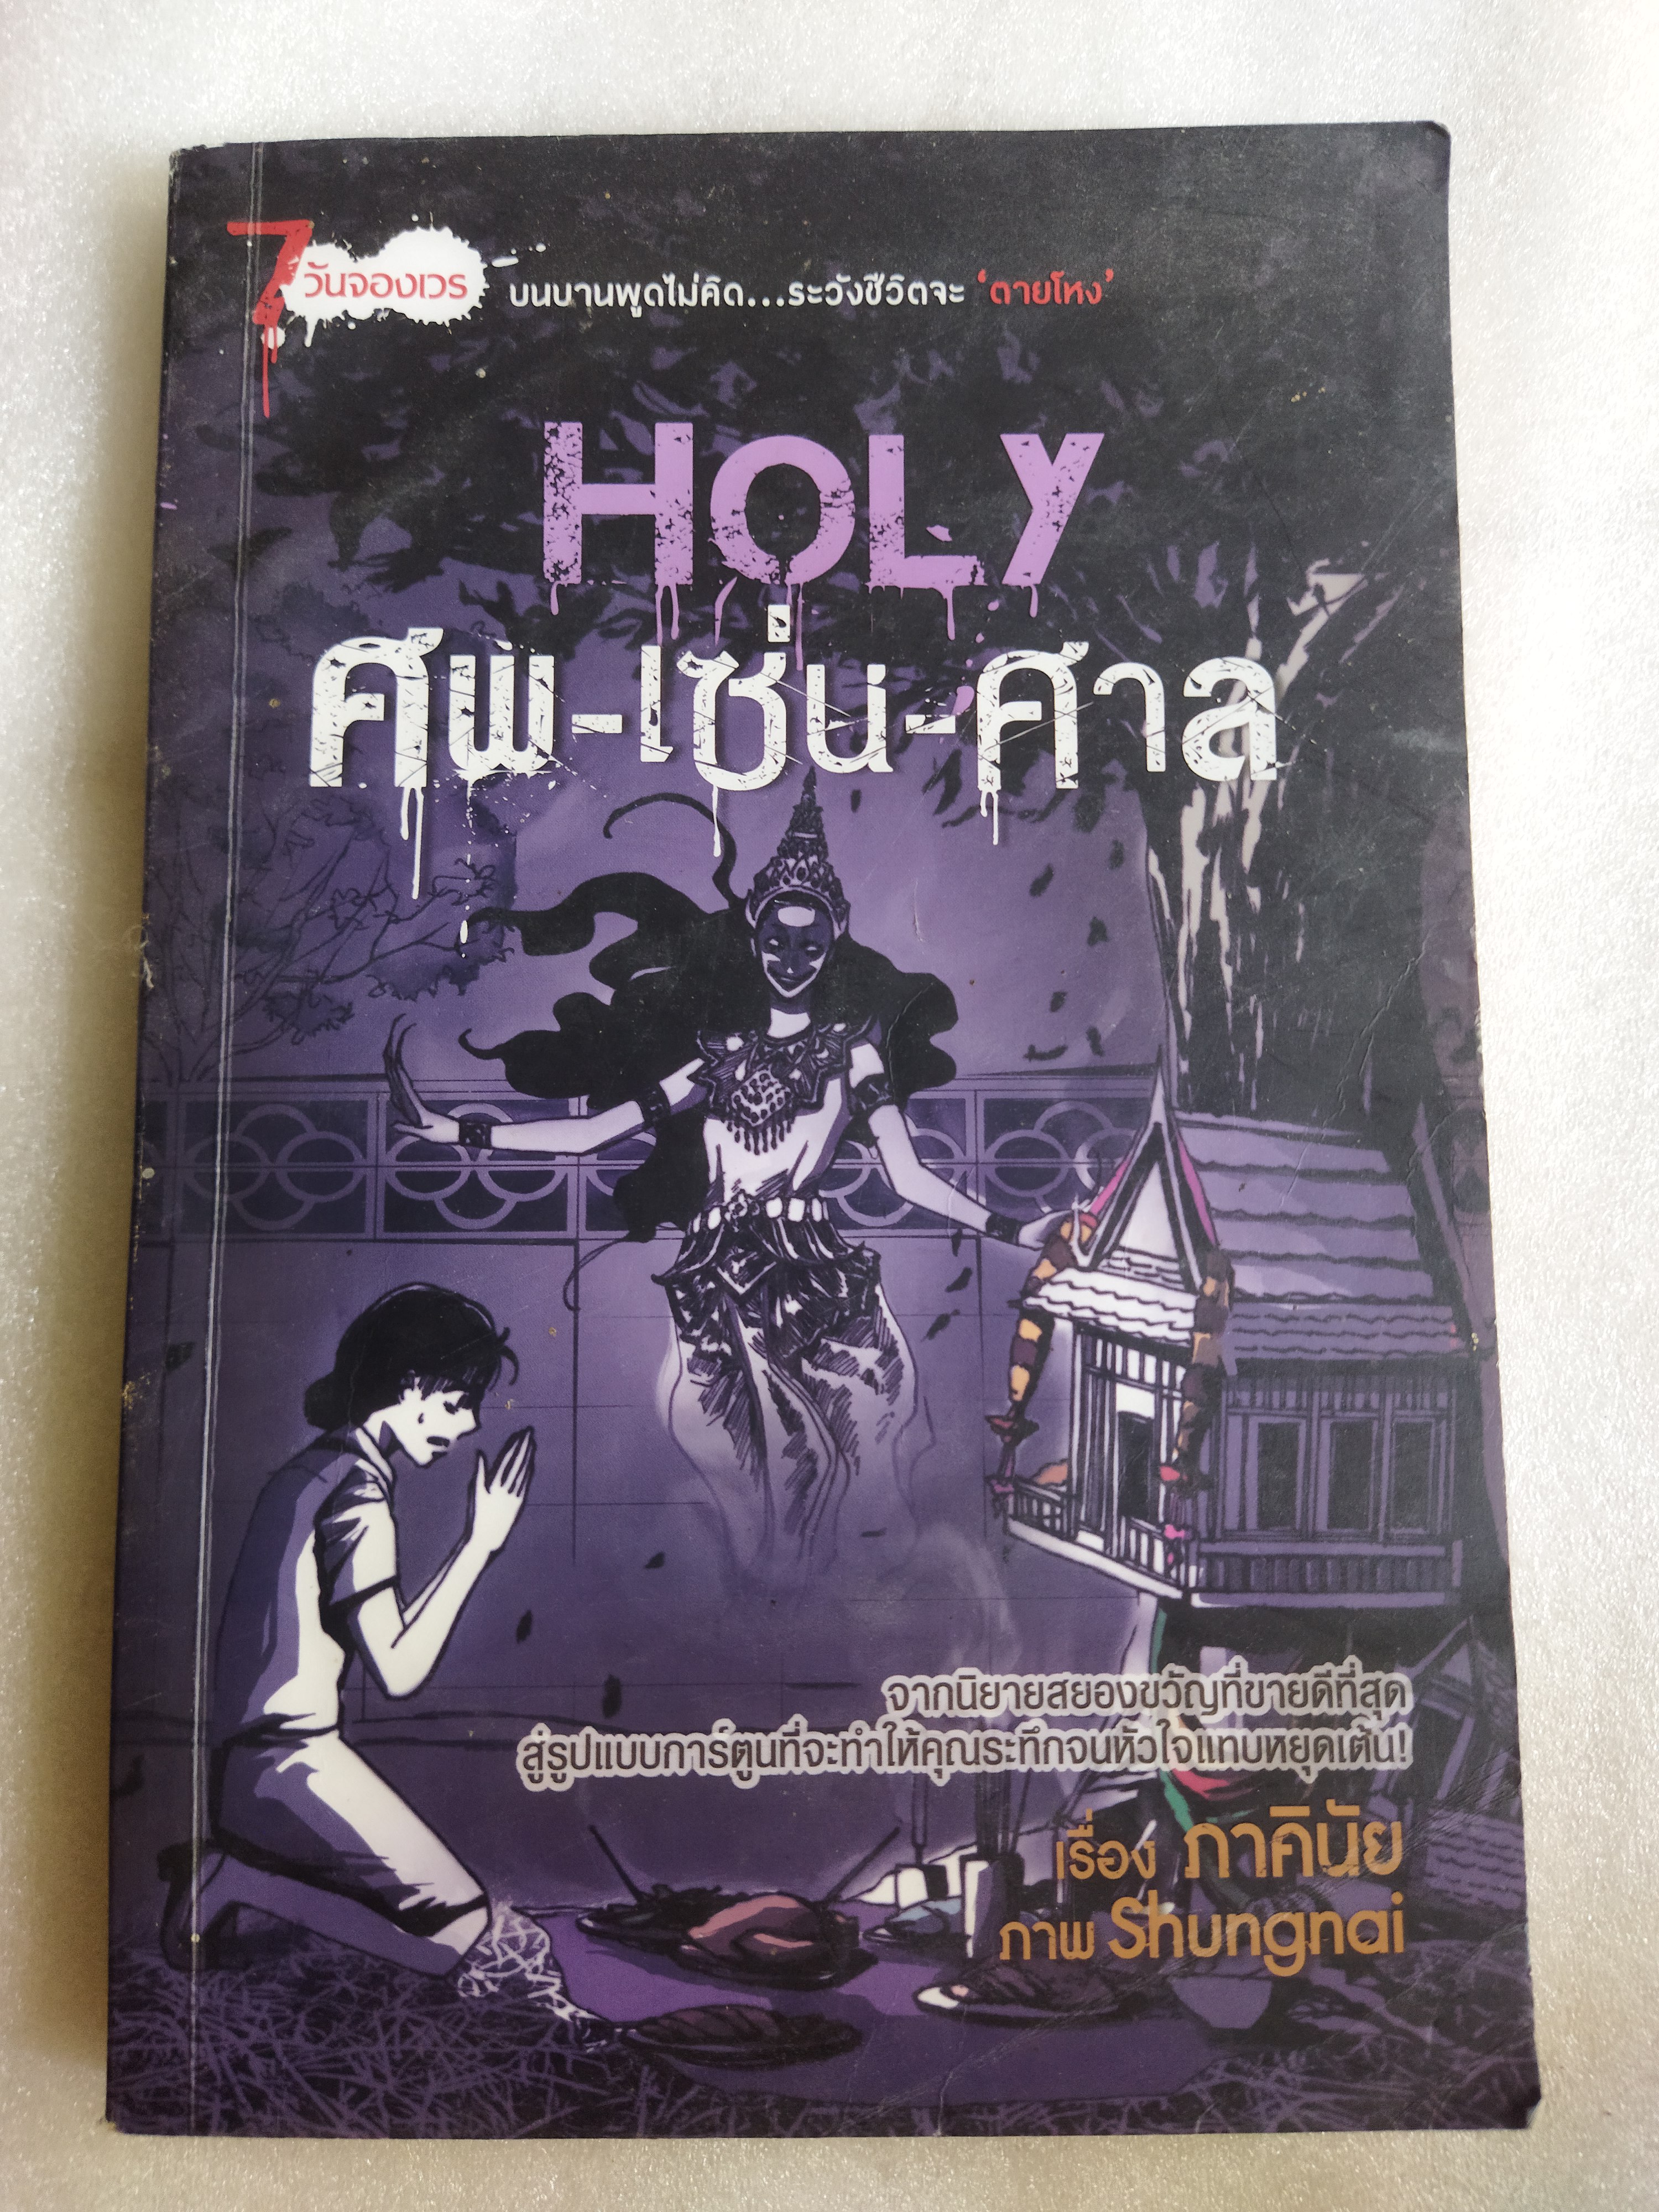 7 วันจองเวร
บนบานพูดไม่คิด...ระวังชีวิตจะ 'ตายโหง'
HOLY
ศพ-เซ่น-ศาล
จากนิยายสยองขวัญที่ขายดีที่สุด
สู่รูปแบบการ์ตูนที่จะทำให้คุณระทึกจนหัวใจแทบหยุดเต้น!
เรื่อง ภาคินัย
ภาพ Shungnai